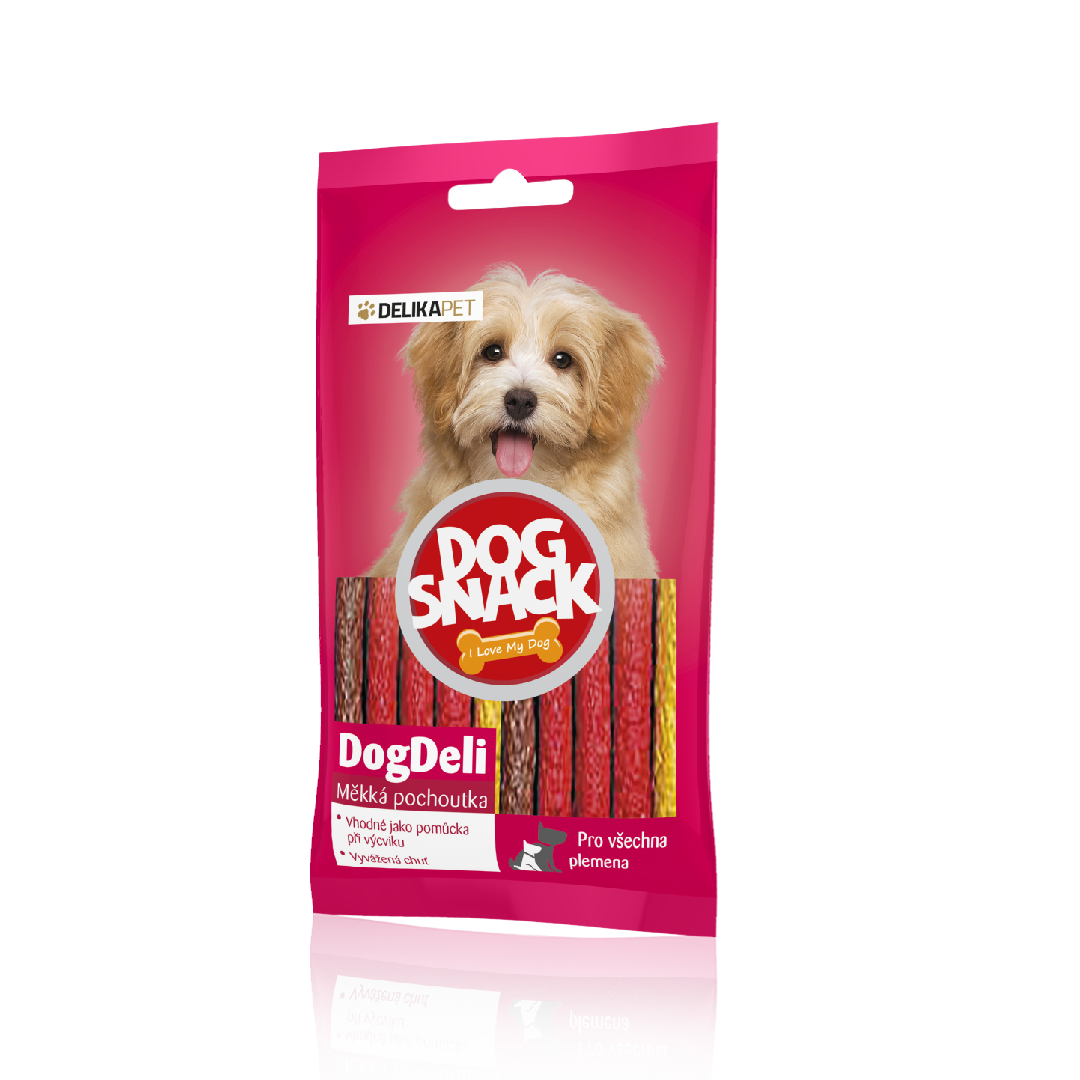 DELIKAPET
DOG
SNACK
I Love My Dog
DogDeli
Měkká pochoutka
• Vhodné jako pomůcka
při výcviku
• Vyvážená chuť
Pro všechna
plemena